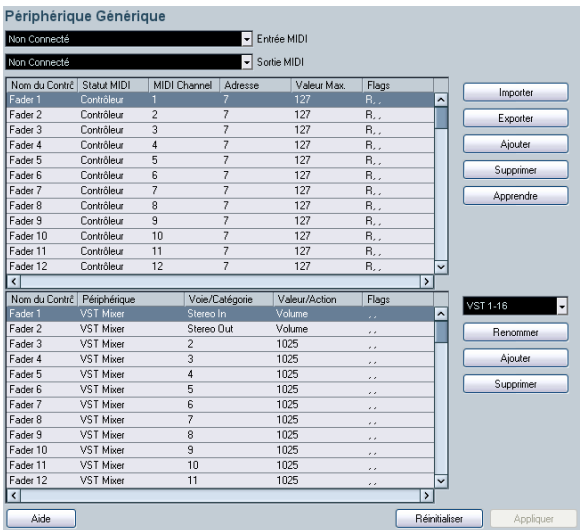 Périphérique Générique
Non Connecté Entrée MIDI
Non Connecté Sortie MIDI
Nom du Contrô Statut MIDI MIDI Channel Adresse Valeur Max. Flags
Fader 1 Contrôleur 1 7 127 R, ,
Fader 2 Contrôleur 2 7 127 R, ,
Fader 3 Contrôleur 3 7 127 R, ,
Fader 4 Contrôleur 4 7 127 R, ,
Fader 5 Contrôleur 5 7 127 R, ,
Fader 6 Contrôleur 6 7 127 R, ,
Fader 7 Contrôleur 7 7 127 R, ,
Fader 8 Contrôleur 8 7 127 R, ,
Fader 9 Contrôleur 9 7 127 R, ,
Fader 10 Contrôleur 10 7 127 R, ,
Fader 11 Contrôleur 11 7 127 R, ,
Fader 12 Contrôleur 12 7 127 R, ,
Importer
Exporter
Ajouter
Supprimer
Apprendre
Nom du Contrô Périphérique Voie/Catégorie Valeur/Action Flags
Fader 1 VST Mixer Stereo In Volume , ,
Fader 2 VST Mixer Stereo Out Volume , ,
Fader 3 VST Mixer 2 1025 , ,
Fader 4 VST Mixer 3 1025 , ,
Fader 5 VST Mixer 4 1025 , ,
Fader 6 VST Mixer 5 1025 , ,
Fader 7 VST Mixer 6 1025 , ,
Fader 8 VST Mixer 7 1025 , ,
Fader 9 VST Mixer 8 1025 , ,
Fader 10 VST Mixer 9 1025 , ,
Fader 11 VST Mixer 10 1025 , ,
Fader 12 VST Mixer 11 1025 , ,
VST 1-16
Renommer
Ajouter
Supprimer
Aide Réinitialiser Appliquer